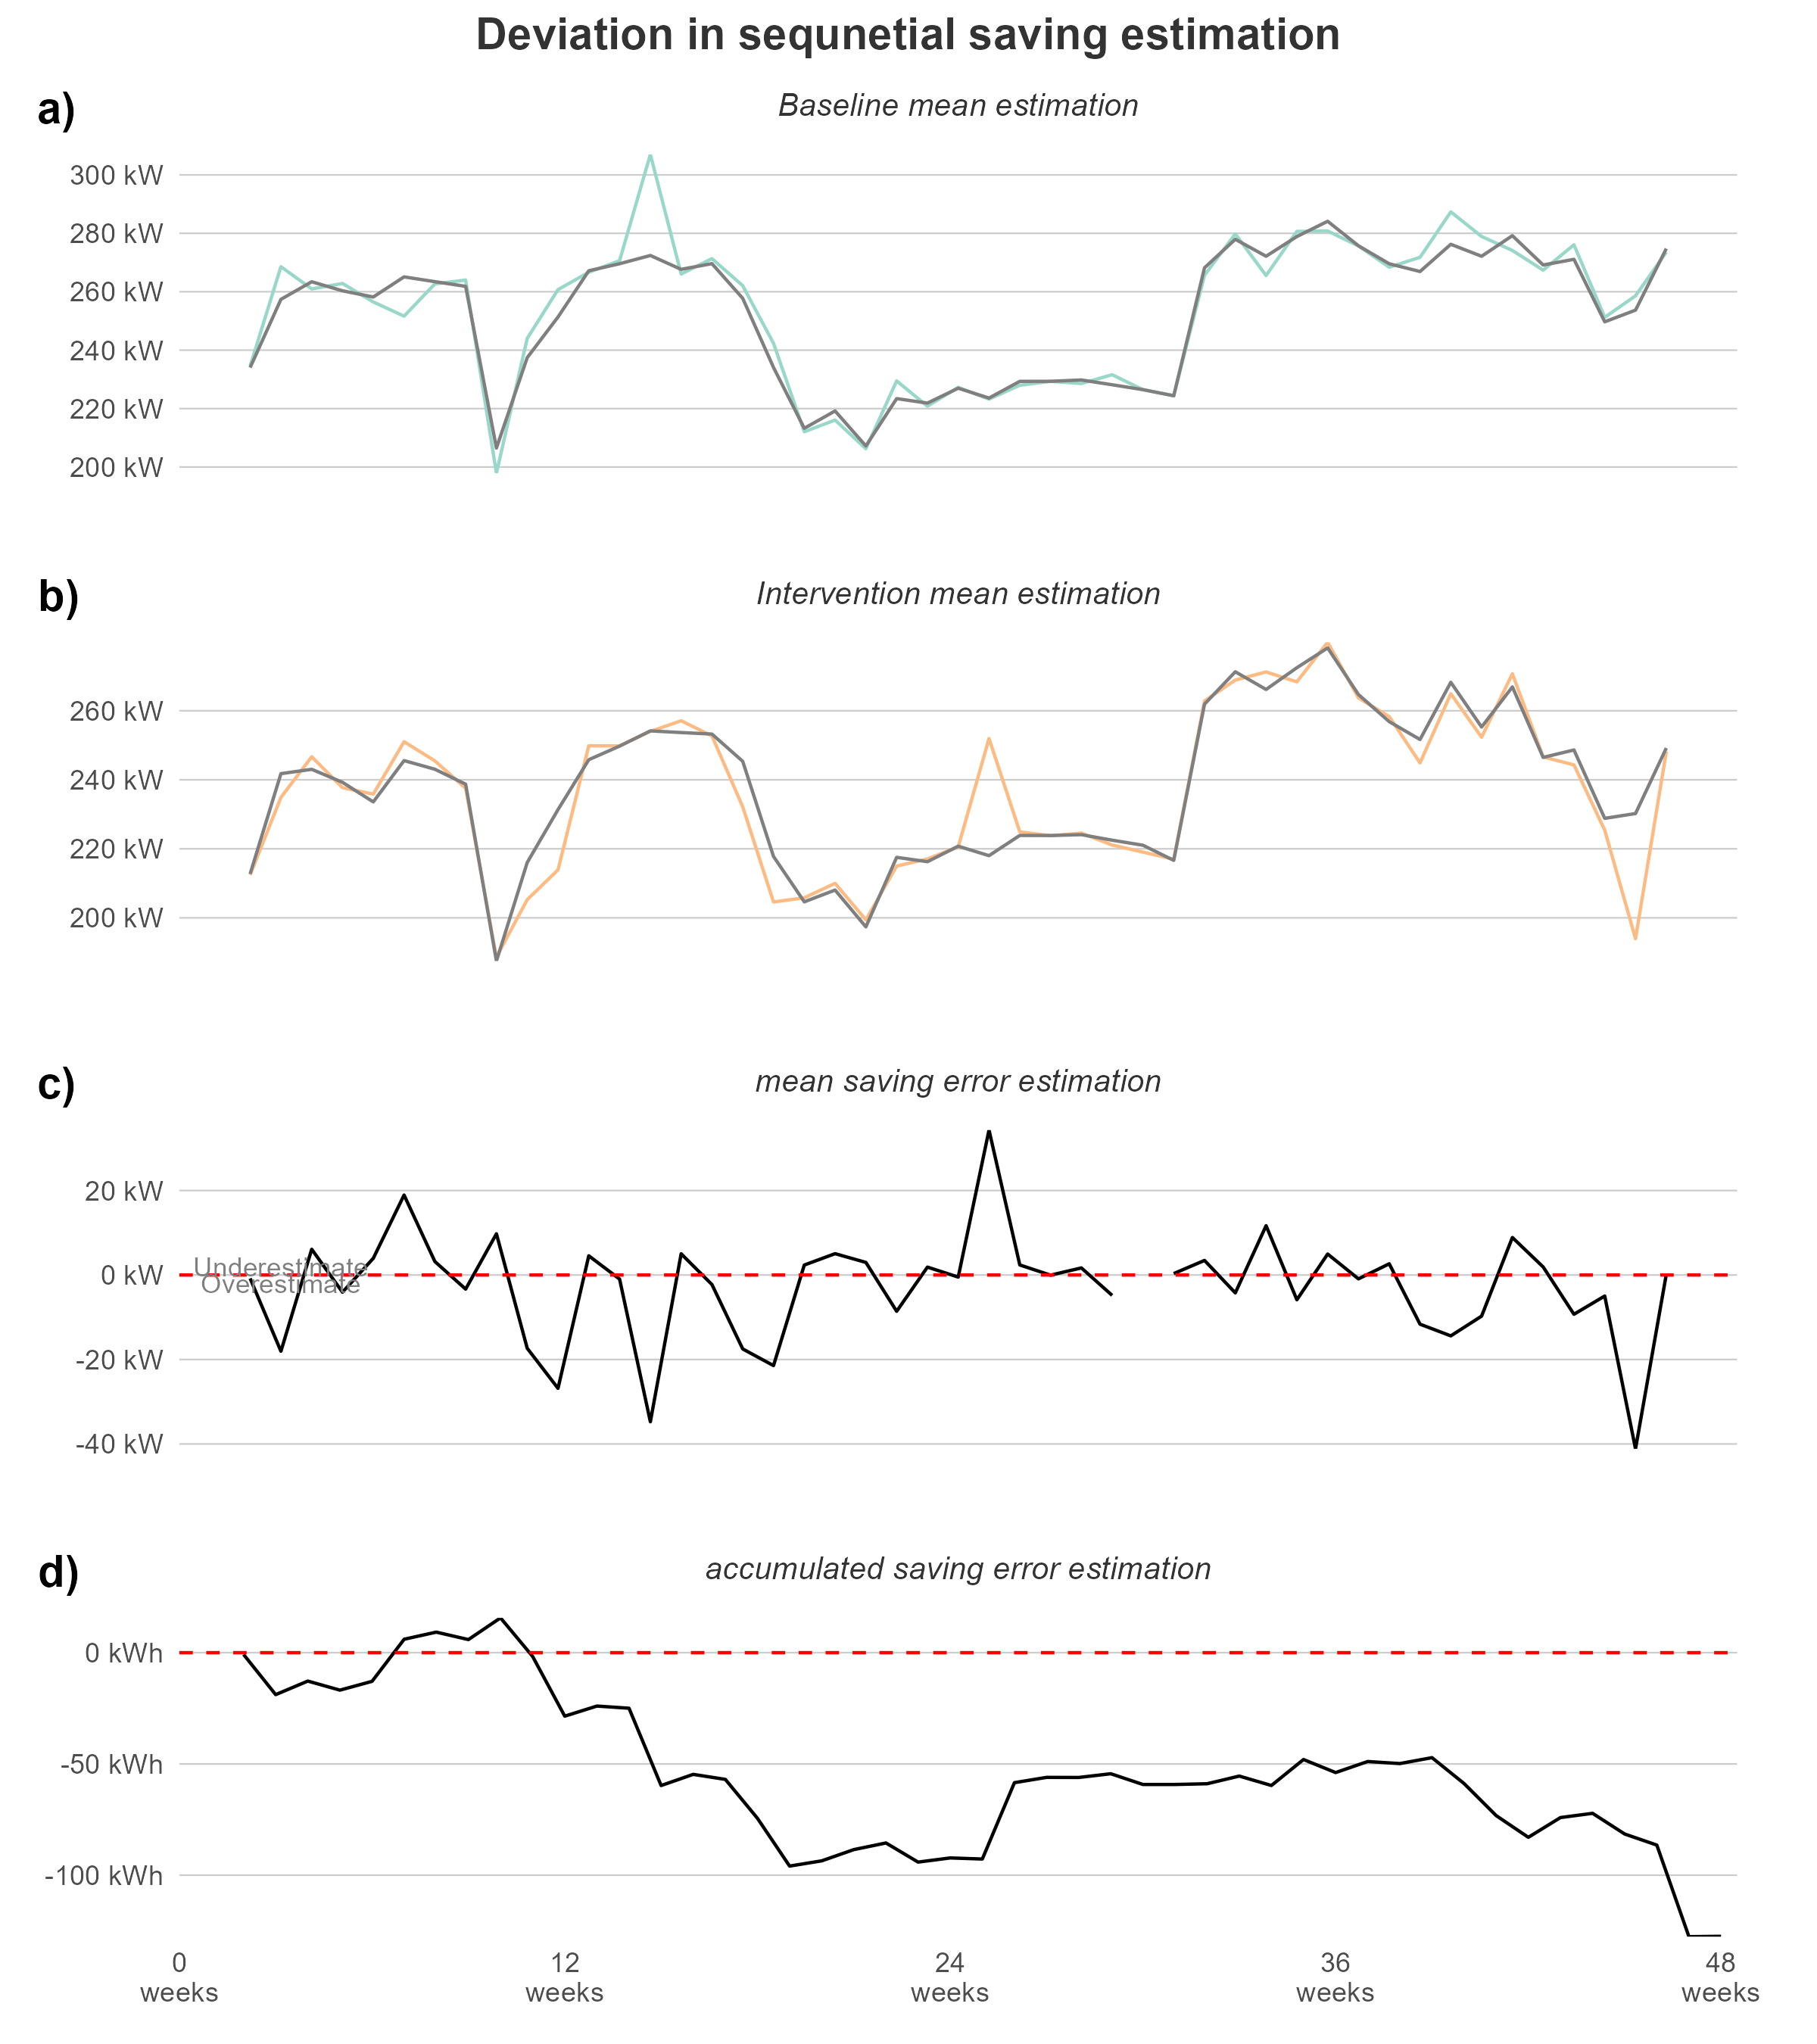 Deviation in sequnetial saving estimation
a)
Baseline mean estimation
300 kW
280 kW
260 kW
240 kW
220 kW
200 kW
b)
Intervention mean estimation
260 kW
240 kW
220 kW
200 kW
c)
mean saving error estimation
20 kW
Underestimate
0 kW
Overestimate
-20 kW
-40 kW
d)
accumulated saving error estimation
0 kWh
-50 kWh
-100 kWh
0 12 24 36 48
weeks weeks weeks weeks weeks